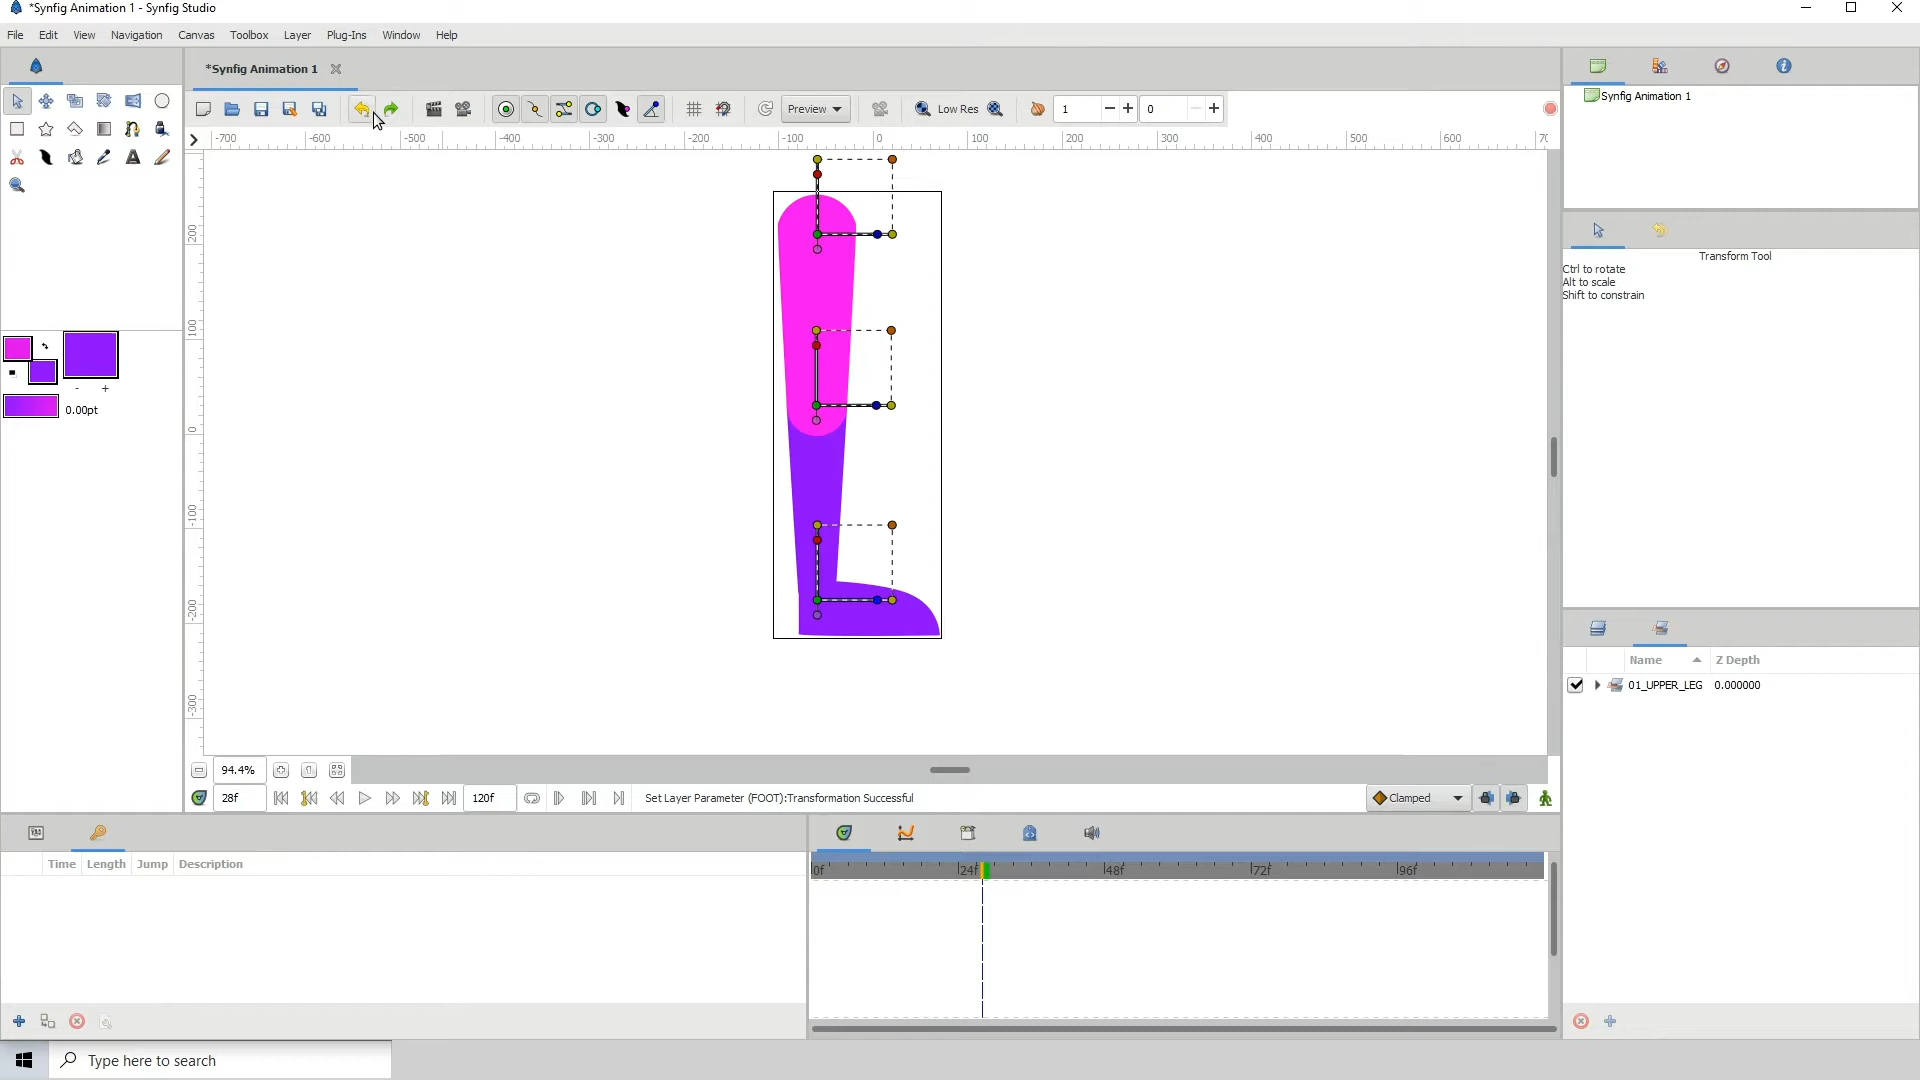 *Synfig Animation 1 - Synfig Studio
File Edit View Navigation Canvas Toolbox Layer Plug-Ins Window Help
*Synfig Animation 1
Preview Low Res 1 0
-700 -600 -500 -400 -300 -200 -100 0 100 200 300 400 500 600 70
200
100
0
-100
-200
-300
0.00pt
Synfig Animation 1
Transform Tool
Ctrl to rotate
Alt to scale
Shift to constrain
Name Z Depth
01_UPPER_LEG 0.000000
94.4%
28f 120f Set Layer Parameter (FOOT):Transformation Successful Clamped
Time Length Jump Description
0f 24f 48f 72f 96f
Type here to search